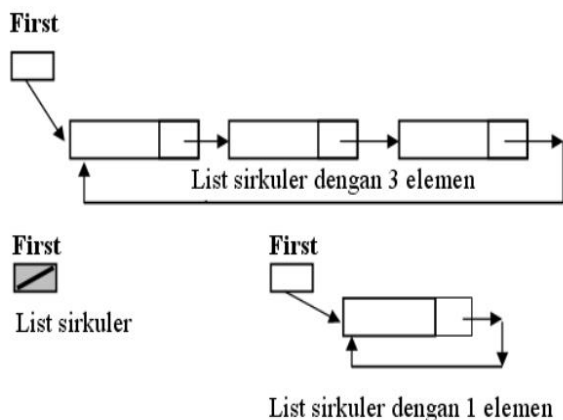 First
List sirkuler dengan 3 elemen
First
List sirkuler
First
List sirkuler dengan 1 elemen